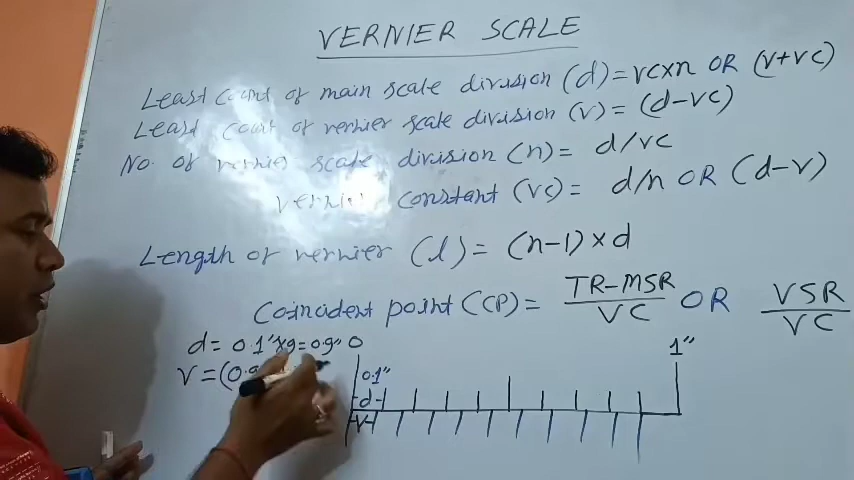 VERNIER SCALE
Least count of main scale division (d) = VC×n OR (V+VC)
Least count of vernier scale division (V) = (d-VC)
No. of vernier scale division (n) = d/VC
vernier constant (VC) = d/n OR (d-V)
Length of vernier (l) = (n-1)×d
Coincident point (CP) = TR-MSR/VC OR VSR/VC
d = 0.1"×9=0.9"
V = (0.9
0 1"
0.1"
d
V